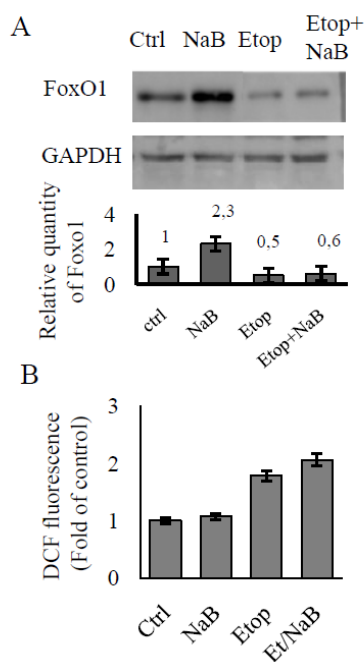 A
Ctrl NaB Etop Etop+
NaB
FoxO1
GAPDH
Relative quantity
of Foxo1
4
2
0
1
2,3
0,5
0,6
ctrl
NaB
Etop
Etop+NaB
B
DCF fluorescence
(Fold of control)
3
2
1
0
Ctrl
NaB
Etop
Et/NaB